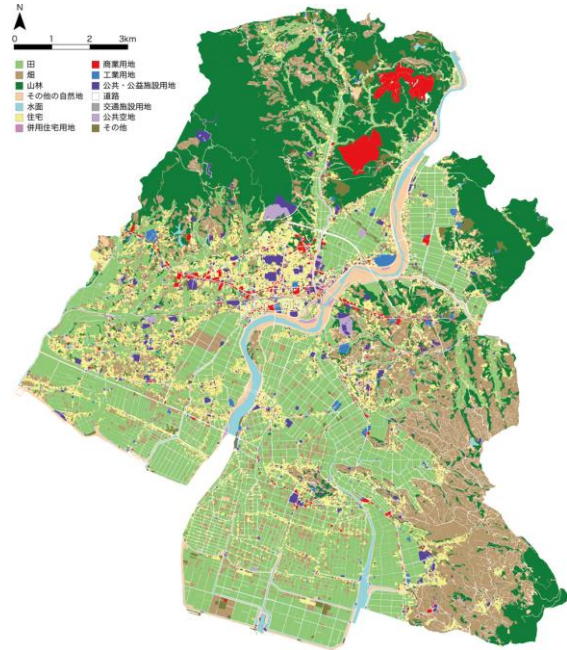 N
0 1 2 3km
田
畑
山林
その他の自然地
水面
住宅
併用住宅用地
商業用地
工業用地
公共・公益施設用地
道路
交通施設用地
公共空地
その他